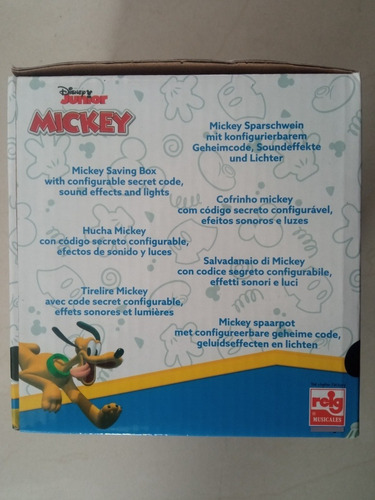 Disney
Junior
MICKEY
Mickey Saving Box
with configurable secret code,
sound effects and lights
Hucha Mickey
con código secreto configurable,
efectos de sonido y luces
Tirelire Mickey
avec code secret configurable,
effets sonores et lumières
Mickey Sparschwein
mit konfigurierbarem
Geheimcode, Soundeffekte
und Lichter
Cofrinho mickey
com código secreto configurável,
efeitos sonoros e luzes
Salvadanaio di Mickey
con codice segreto configurabile,
effetti sonori e luci
Mickey spaarpot
met configureerbare geheime code,
geluidseffecten en lichten
reig
MUSICALES